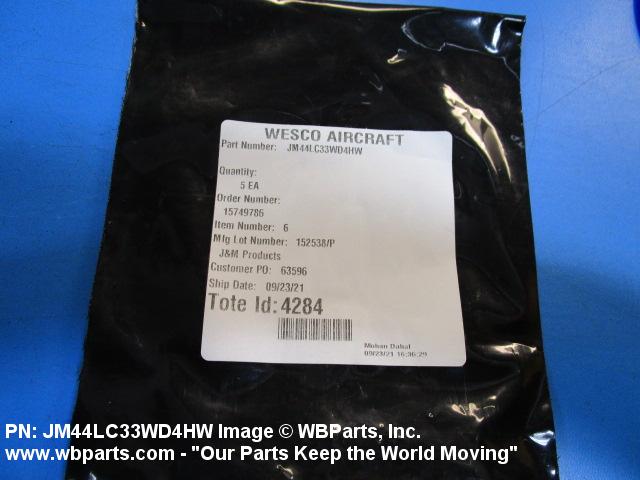 WESCO AIRCRAFT
Part Number: JM44LC33WD4HW
Quantity:
5 EA
Order Number:
15749786
Item Number: 6
Mfg Lot Number: 152538/P
J&M Products
Customer PO: 63596
Ship Date: 09/23/21
Tote Id: 4284
Mohan Dahal
09/23/21 16:36:29
PN: JM44LC33WD4HW Image © WBParts, Inc.
www.wbparts.com - "Our Parts Keep the World Moving"